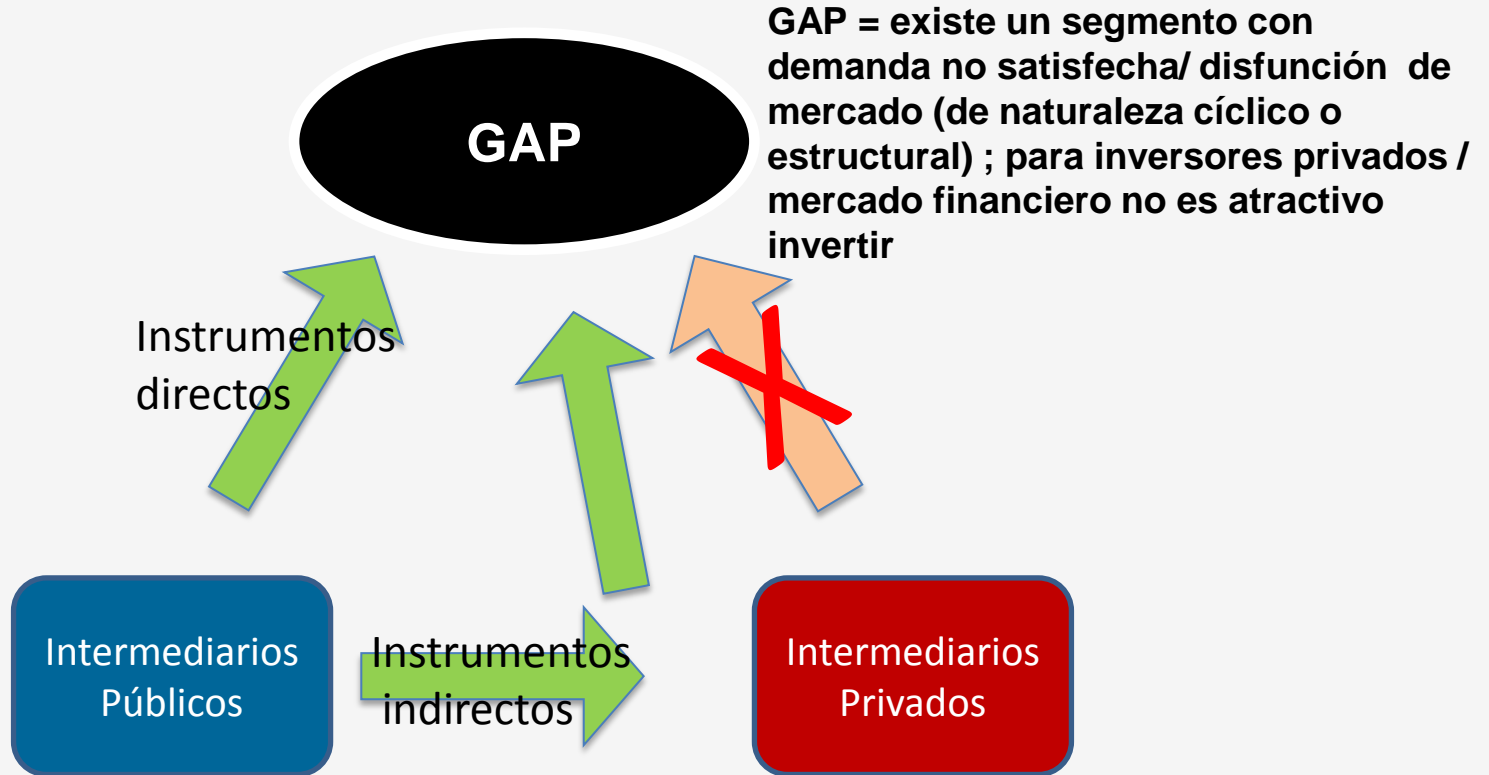 GAP = existe un segmento con
demanda no satisfecha/ disfunción de
mercado (de naturaleza cíclico o
estructural) ; para inversores privados /
mercado financiero no es atractivo
invertir
GAP
Instrumentos
directos
Intermediarios
Públicos
Instrumentos
indirectos
Intermediarios
Privados